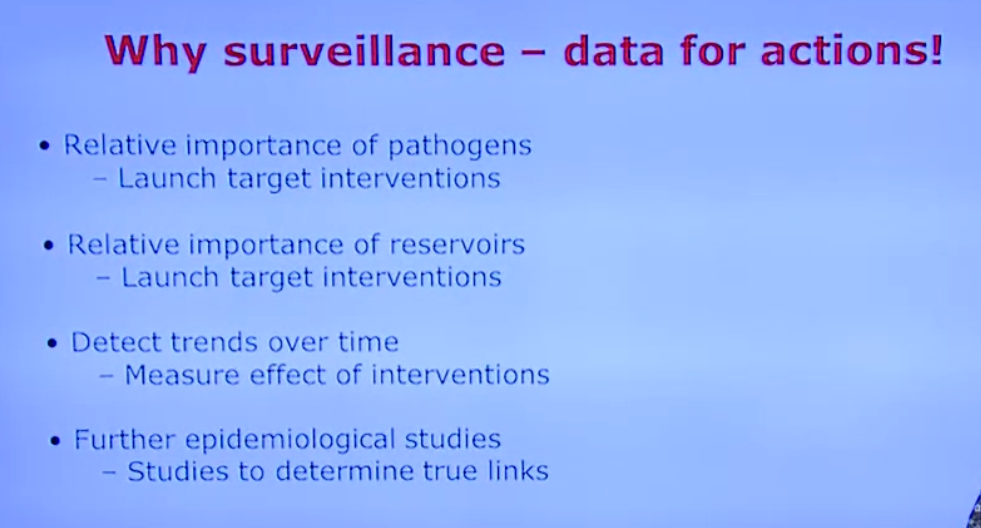 Why surveillance – data for actions!
• Relative importance of pathogens
– Launch target interventions
• Relative importance of reservoirs
– Launch target interventions
• Detect trends over time
– Measure effect of interventions
• Further epidemiological studies
– Studies to determine true links